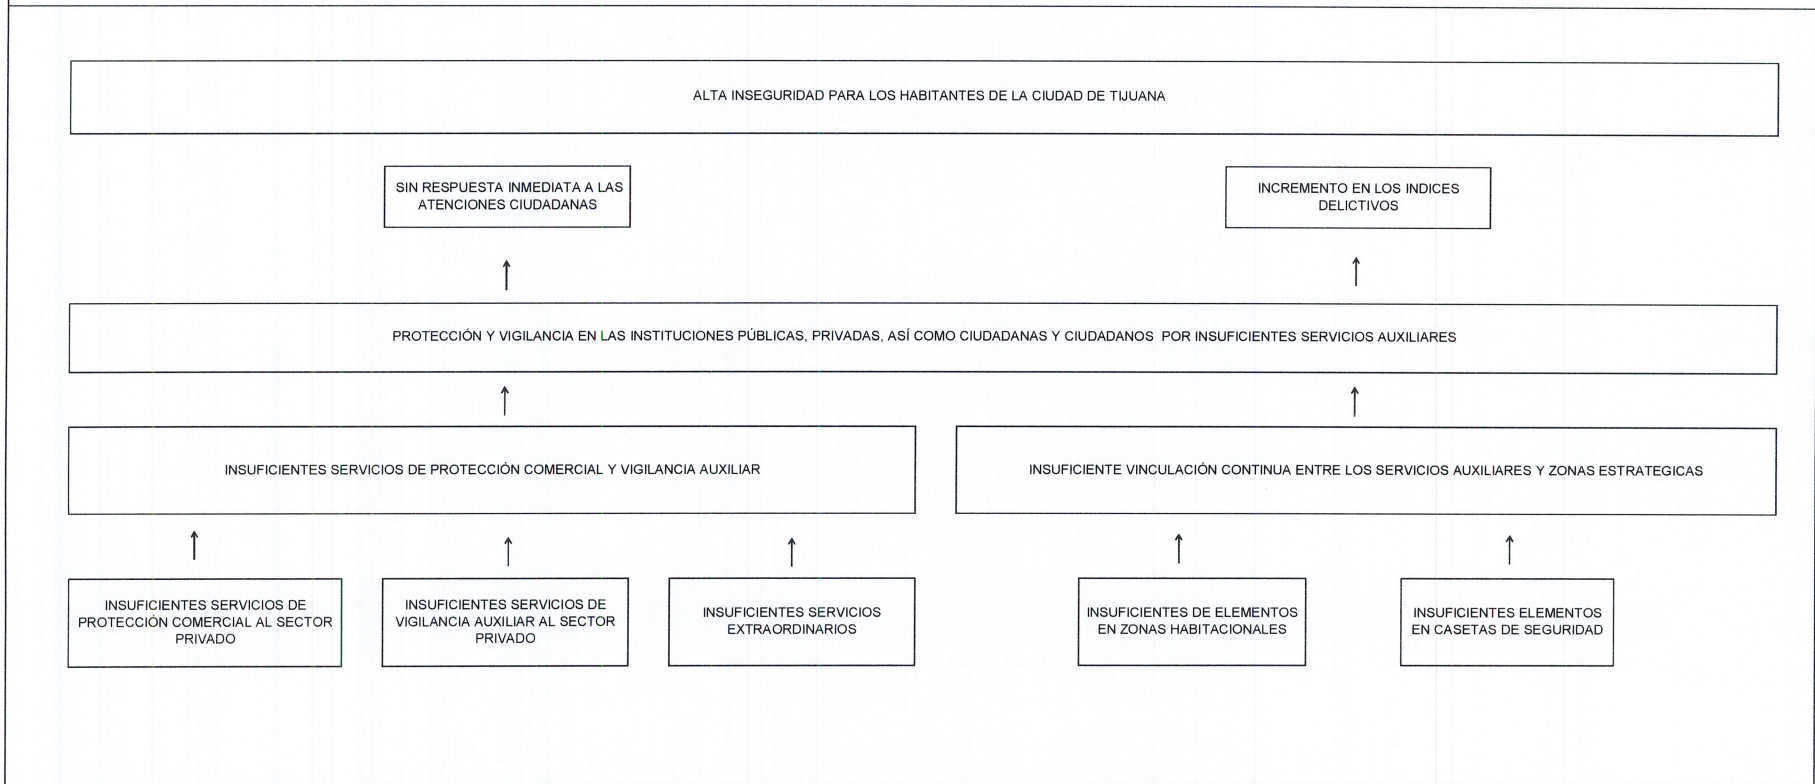 ALTA INSEGURIDAD PARA LOS HABITANTES DE LA CIUDAD DE TIJUANA
SIN RESPUESTA INMEDIATA A LAS
ATENCIONES CIUDADANAS
INCREMENTO EN LOS INDICES
DELICTIVOS
PROTECCIÓN Y VIGILANCIA EN LAS INSTITUCIONES PÚBLICAS, PRIVADAS, ASÍ COMO CIUDADANAS Y CIUDADANOS POR INSUFICIENTES SERVICIOS AUXILIARES
INSUFICIENTES SERVICIOS DE PROTECCIÓN COMERCIAL Y VIGILANCIA AUXILIAR
INSUFICIENTE VINCULACIÓN CONTINUA ENTRE LOS SERVICIOS AUXILIARES Y ZONAS ESTRATEGICAS
INSUFICIENTES SERVICIOS DE
PROTECCIÓN COMERCIAL AL SECTOR
PRIVADO
INSUFICIENTES SERVICIOS DE
VIGILANCIA AUXILIAR AL SECTOR
PRIVADO
INSUFICIENTES SERVICIOS
EXTRAORDINARIOS
INSUFICIENTES DE ELEMENTOS
EN ZONAS HABITACIONALES
INSUFICIENTES ELEMENTOS
EN CASETAS DE SEGURIDAD